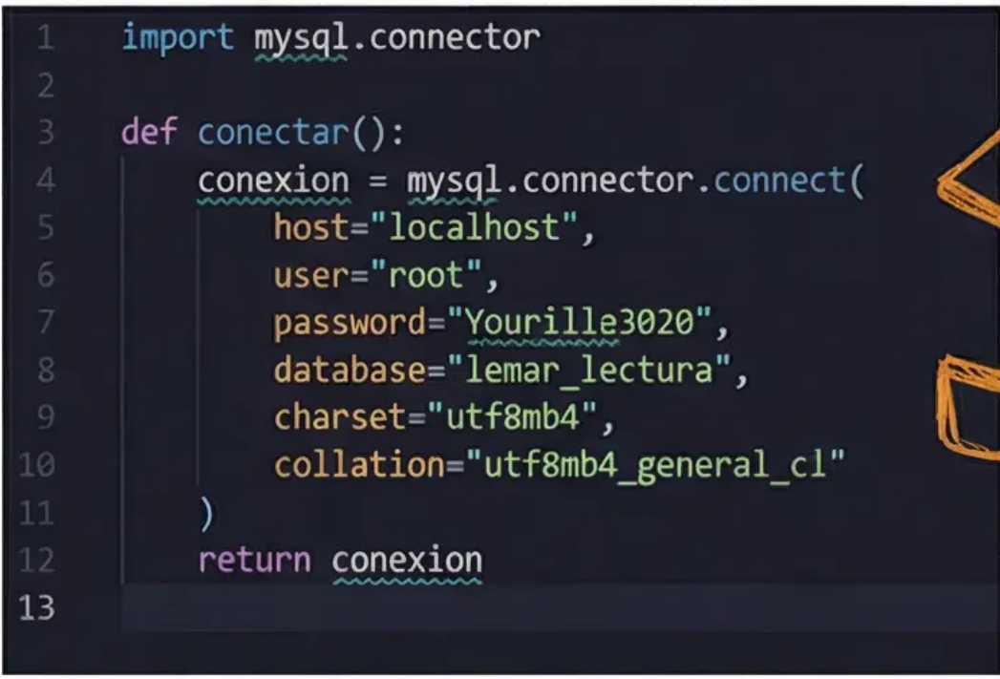 1 import mysql.connector
2
3 def conectar():
4     conexion = mysql.connector.connect(
5         host="localhost",
6         user="root",
7         password="Yourille3020",
8         database="lemar_lectura",
9         charset="utf8mb4",
10         collation="utf8mb4_general_cl"
11     )
12     return conexion
13